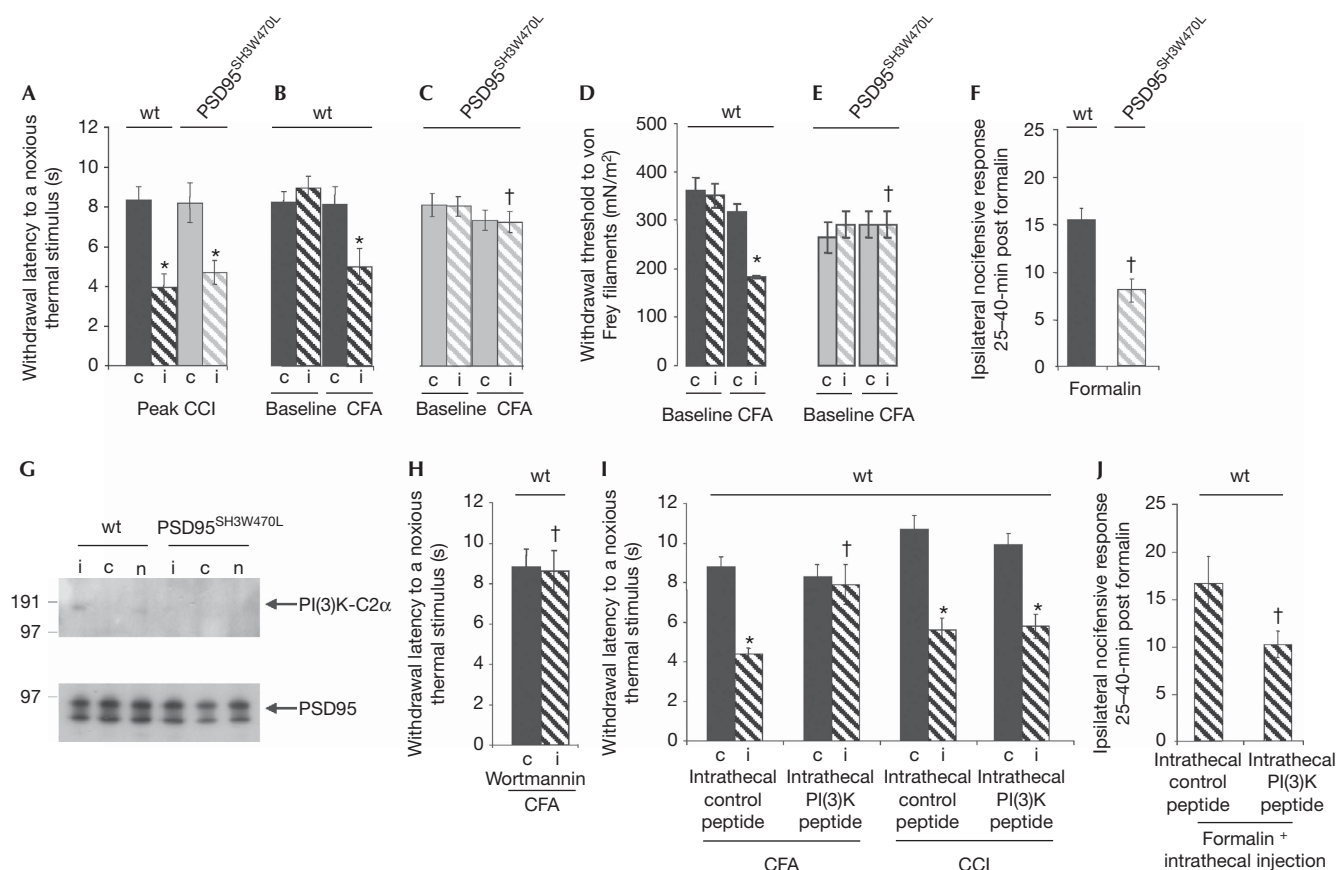 A
Withdrawal latency to a noxious
thermal stimulus (s)
12
10
8
6
4
2
0
wt
PSD95SH3W470L
*
*
c i c i
Peak CCI
B
wt
*
c i c i
Baseline CFA
C
PSD95SH3W470L
†
c i c i
Baseline CFA
D
Withdrawal threshold to von
Frey filaments (mN/m²)
500
400
300
200
100
0
wt
*
c i c i
Baseline CFA
E
PSD95SH3W470L
†
c i c i
Baseline CFA
F
Ipsilateral nocifensive response
25–40-min post formalin
25
20
15
10
5
0
wt
PSD95SH3W470L
†
Formalin
G
wt
PSD95SH3W470L
i c n i c n
191
97
PI(3)K-C2α
97
PSD95
H
Withdrawal latency to a noxious
thermal stimulus (s)
12
10
8
6
4
2
0
wt
†
c i
Wortmannin
CFA
I
Withdrawal latency to a noxious
thermal stimulus (s)
12
10
8
6
4
2
0
wt
*
†
*
*
c i c i c i c i
Intrathecal Intrathecal Intrathecal Intrathecal
control PI(3)K control PI(3)K
peptide peptide peptide peptide
CFA CCI
J
Ipsilateral nocifensive response
25–40-min post formalin
25
20
15
10
5
0
wt
†
Intrathecal Intrathecal
control PI(3)K
peptide peptide
Formalin +
intrathecal injection